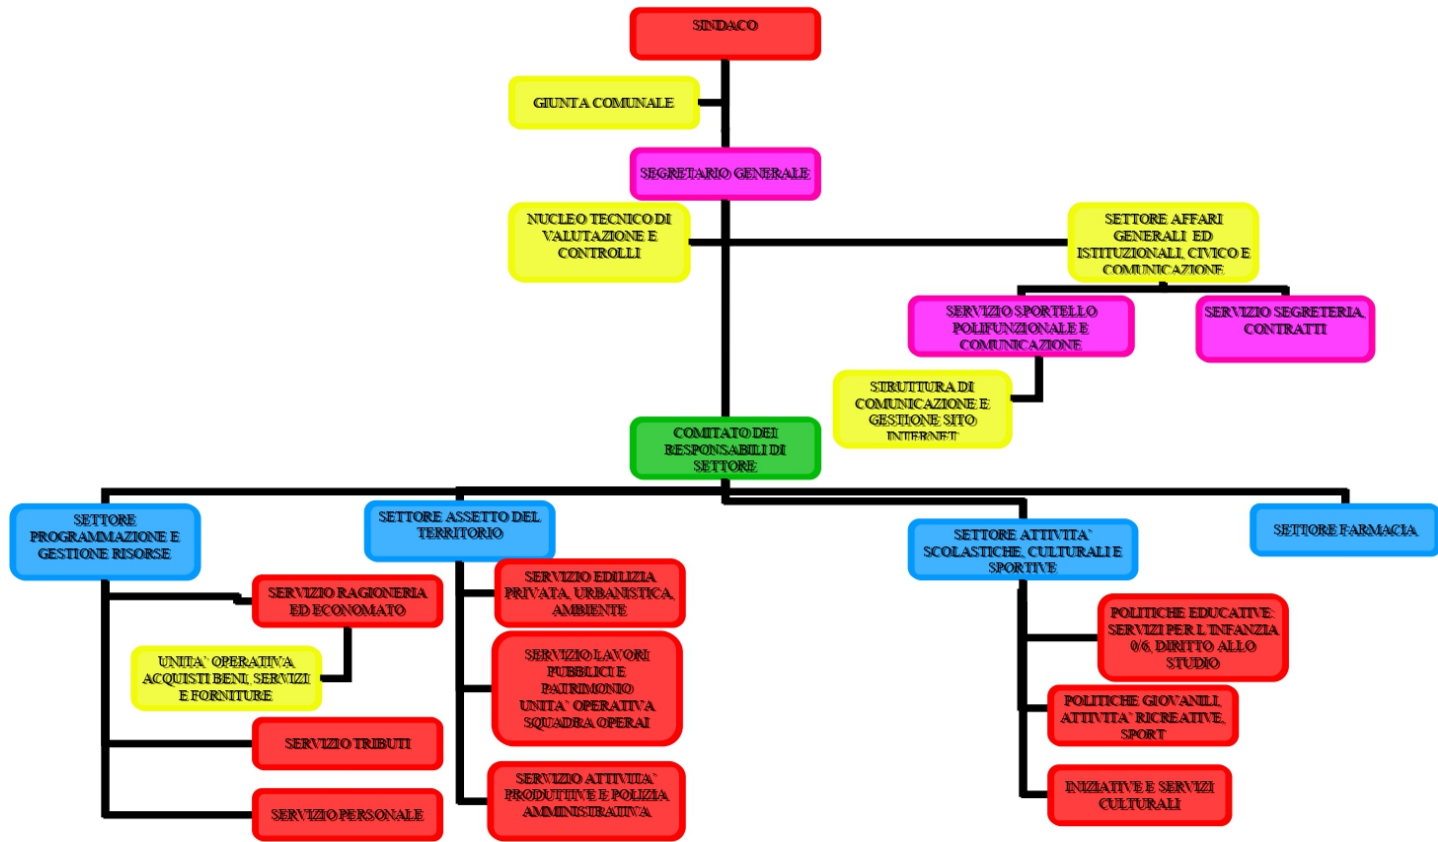 SINDACO
GIUNTA COMUNALE
SEGRETARIO GENERALE
NUCLEO TECNICO DI
VALUTAZIONE E
CONTROLLI
SETTORE AFFARI
GENERALI ED
ISTITUZIONALI, CIVICO E
COMUNICAZIONE
SERVIZIO SPORTELLO
POLIFUNZIONALE E
COMUNICAZIONE
SERVIZIO SEGRETERIA,
CONTRATTI
STRUTTURA DI
COMUNICAZIONE E
GESTIONE SITO
INTERNET
COMITATO DEI
RESPONSABILI DI
SETTORE
SETTORE
PROGRAMMAZIONE E
GESTIONE RISORSE
SETTORE ASSETTO DEL
TERRITORIO
SETTORE ATTIVITA`
SCOLASTICHE, CULTURALI E
SPORTIVE
SETTORE FARMACIA
SERVIZIO RAGIONERIA
ED ECONOMATO
UNITA` OPERATIVA
ACQUISTI BENI, SERVIZI
E FORNITURE
SERVIZIO TRIBUTI
SERVIZIO PERSONALE
SERVIZIO EDILIZIA
PRIVATA, URBANISTICA,
AMBIENTE
SERVIZIO LAVORI
PUBBLICI E
PATRIMONIO
UNITA` OPERATIVA
SQUADRA OPERAI
SERVIZIO ATTIVITA`
PRODUTTIVE E POLIZIA
AMMINISTRATIVA
POLITICHE EDUCATIVE:
SERVIZI PER L`INFANZIA
0/6, DIRITTO ALLO
STUDIO
POLITICHE GIOVANILI,
ATTIVITA` RICREATIVE,
SPORT
INIZIATIVE E SERVIZI
CULTURALI